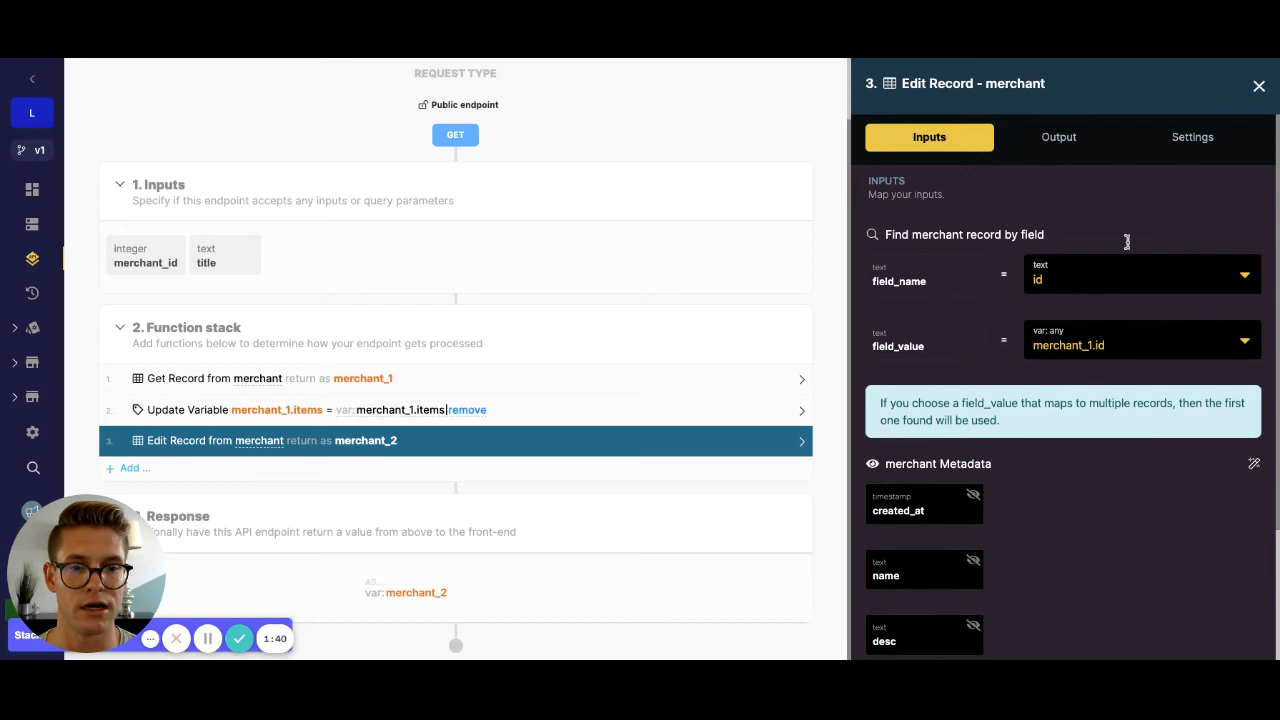 REQUEST TYPE
Public endpoint
GET
L
v1
1. Inputs
Specify if this endpoint accepts any inputs or query parameters
integer
merchant_id
text
title
2. Function stack
Add functions below to determine how your endpoint gets processed
1. Get Record from merchant return as merchant_1
2. Update Variable merchant_1.items = var: merchant_1.items|remove
3. Edit Record from merchant return as merchant_2
+ Add ...
Response
ionally have this API endpoint return a value from above to the front-end
AS...
var: merchant_2
Stac
1:40
3. Edit Record - merchant
Inputs
Output
Settings
INPUTS
Map your inputs.
Find merchant record by field
text
field_name
=
text
id
text
field_value
=
var: any
merchant_1.id
If you choose a field_value that maps to multiple records, then the first
one found will be used.
merchant Metadata
timestamp
created_at
text
name
text
desc